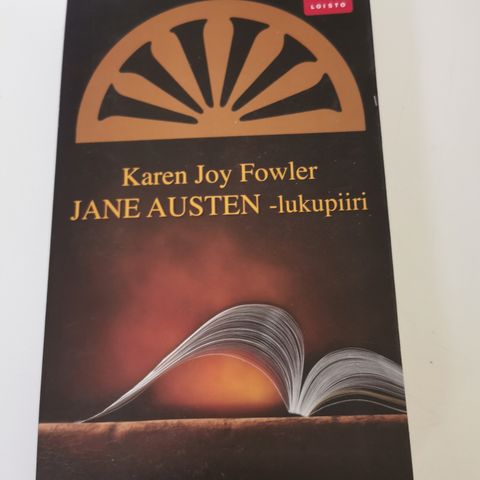 LOISTO
Karen Joy Fowler
JANE AUSTEN -lukupiiri